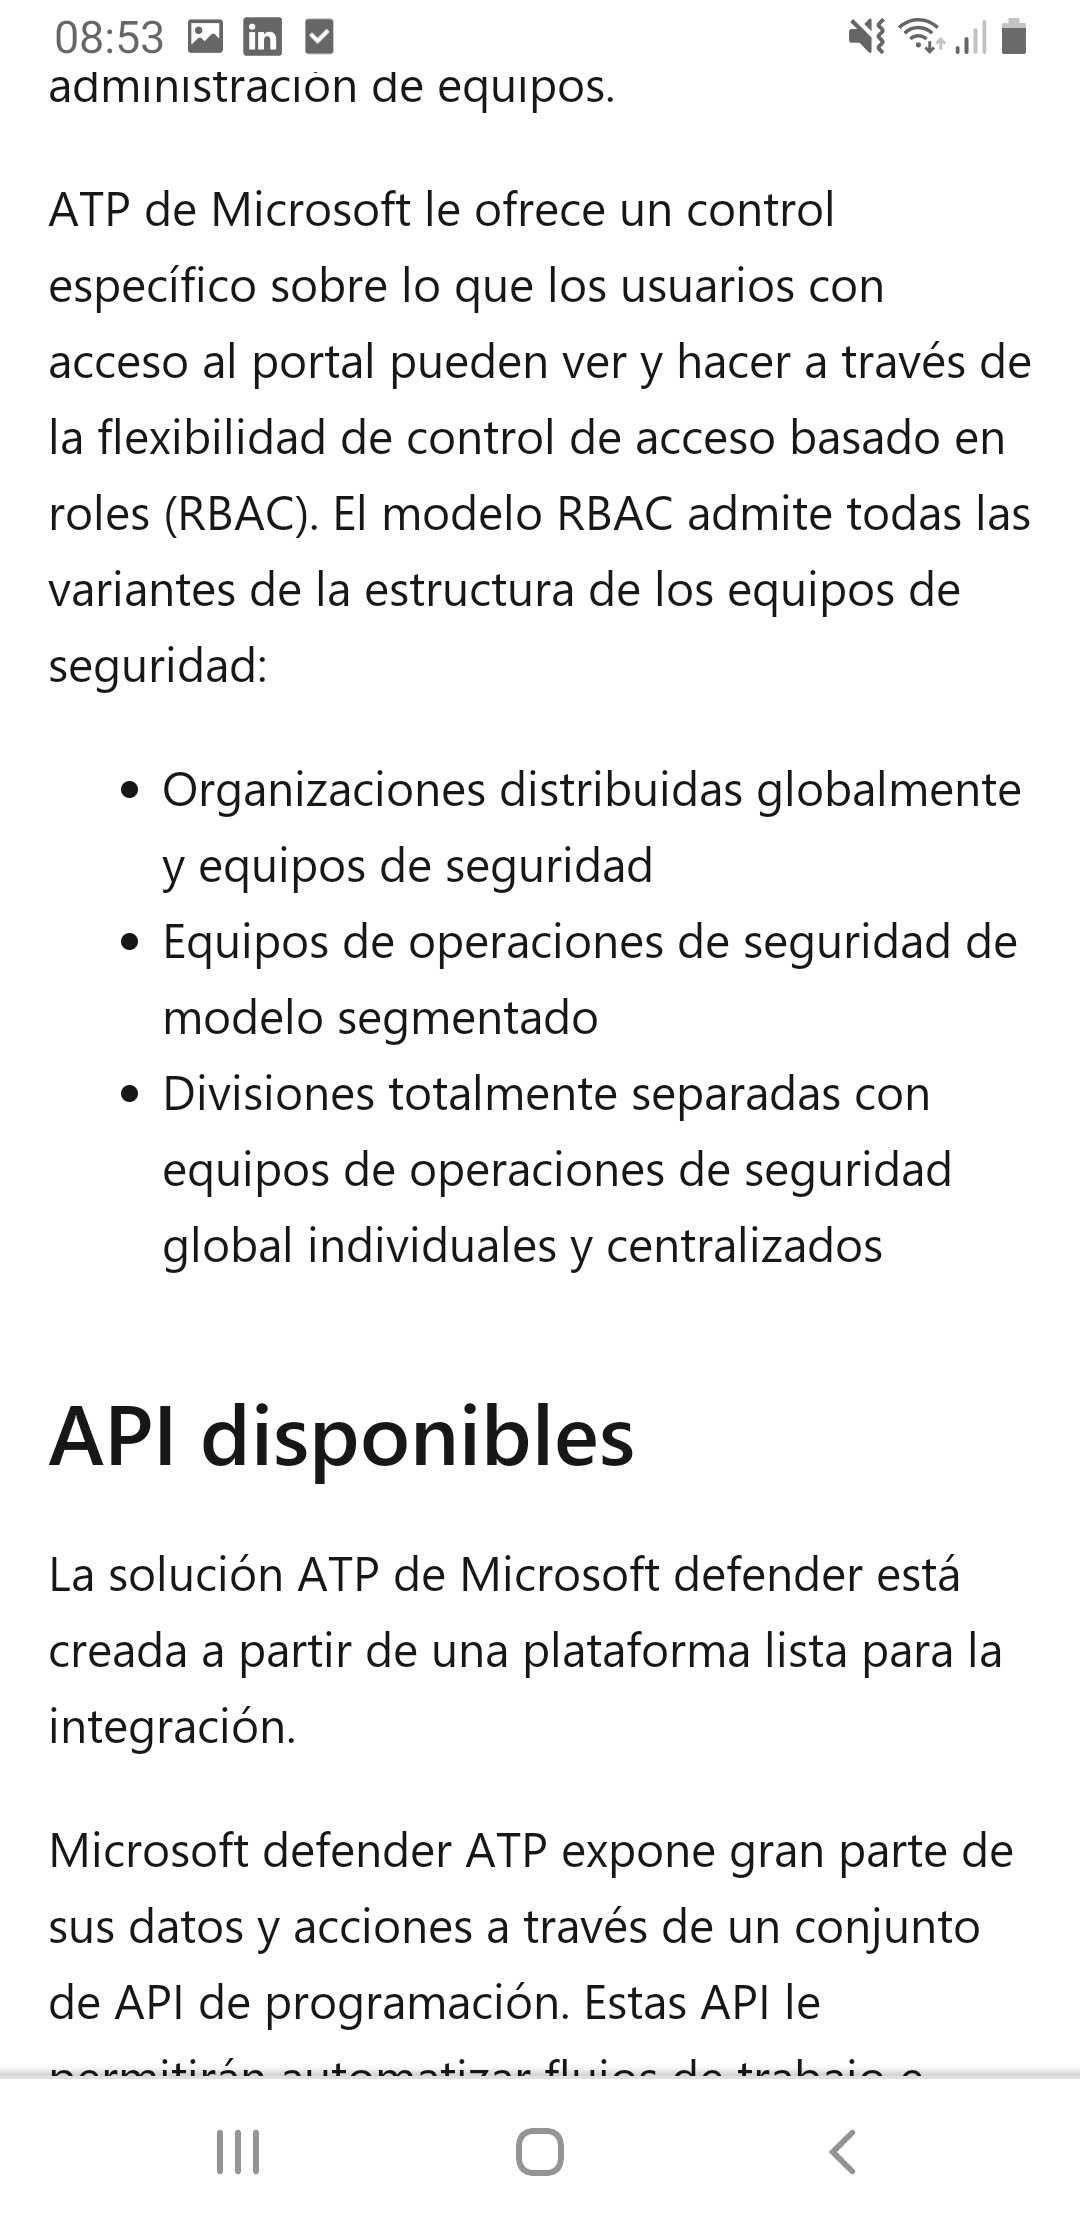 08:53
administración de equipos.
ATP de Microsoft le ofrece un control
específico sobre lo que los usuarios con
acceso al portal pueden ver y hacer a través de
la flexibilidad de control de acceso basado en
roles (RBAC). El modelo RBAC admite todas las
variantes de la estructura de los equipos de
seguridad:
• Organizaciones distribuidas globalmente
y equipos de seguridad
• Equipos de operaciones de seguridad de
modelo segmentado
• Divisiones totalmente separadas con
equipos de operaciones de seguridad
global individuales y centralizados
API disponibles
La solución ATP de Microsoft defender está
creada a partir de una plataforma lista para la
integración.
Microsoft defender ATP expone gran parte de
sus datos y acciones a través de un conjunto
de API de programación. Estas API le
permitirán automatizar flujos de trabajo e